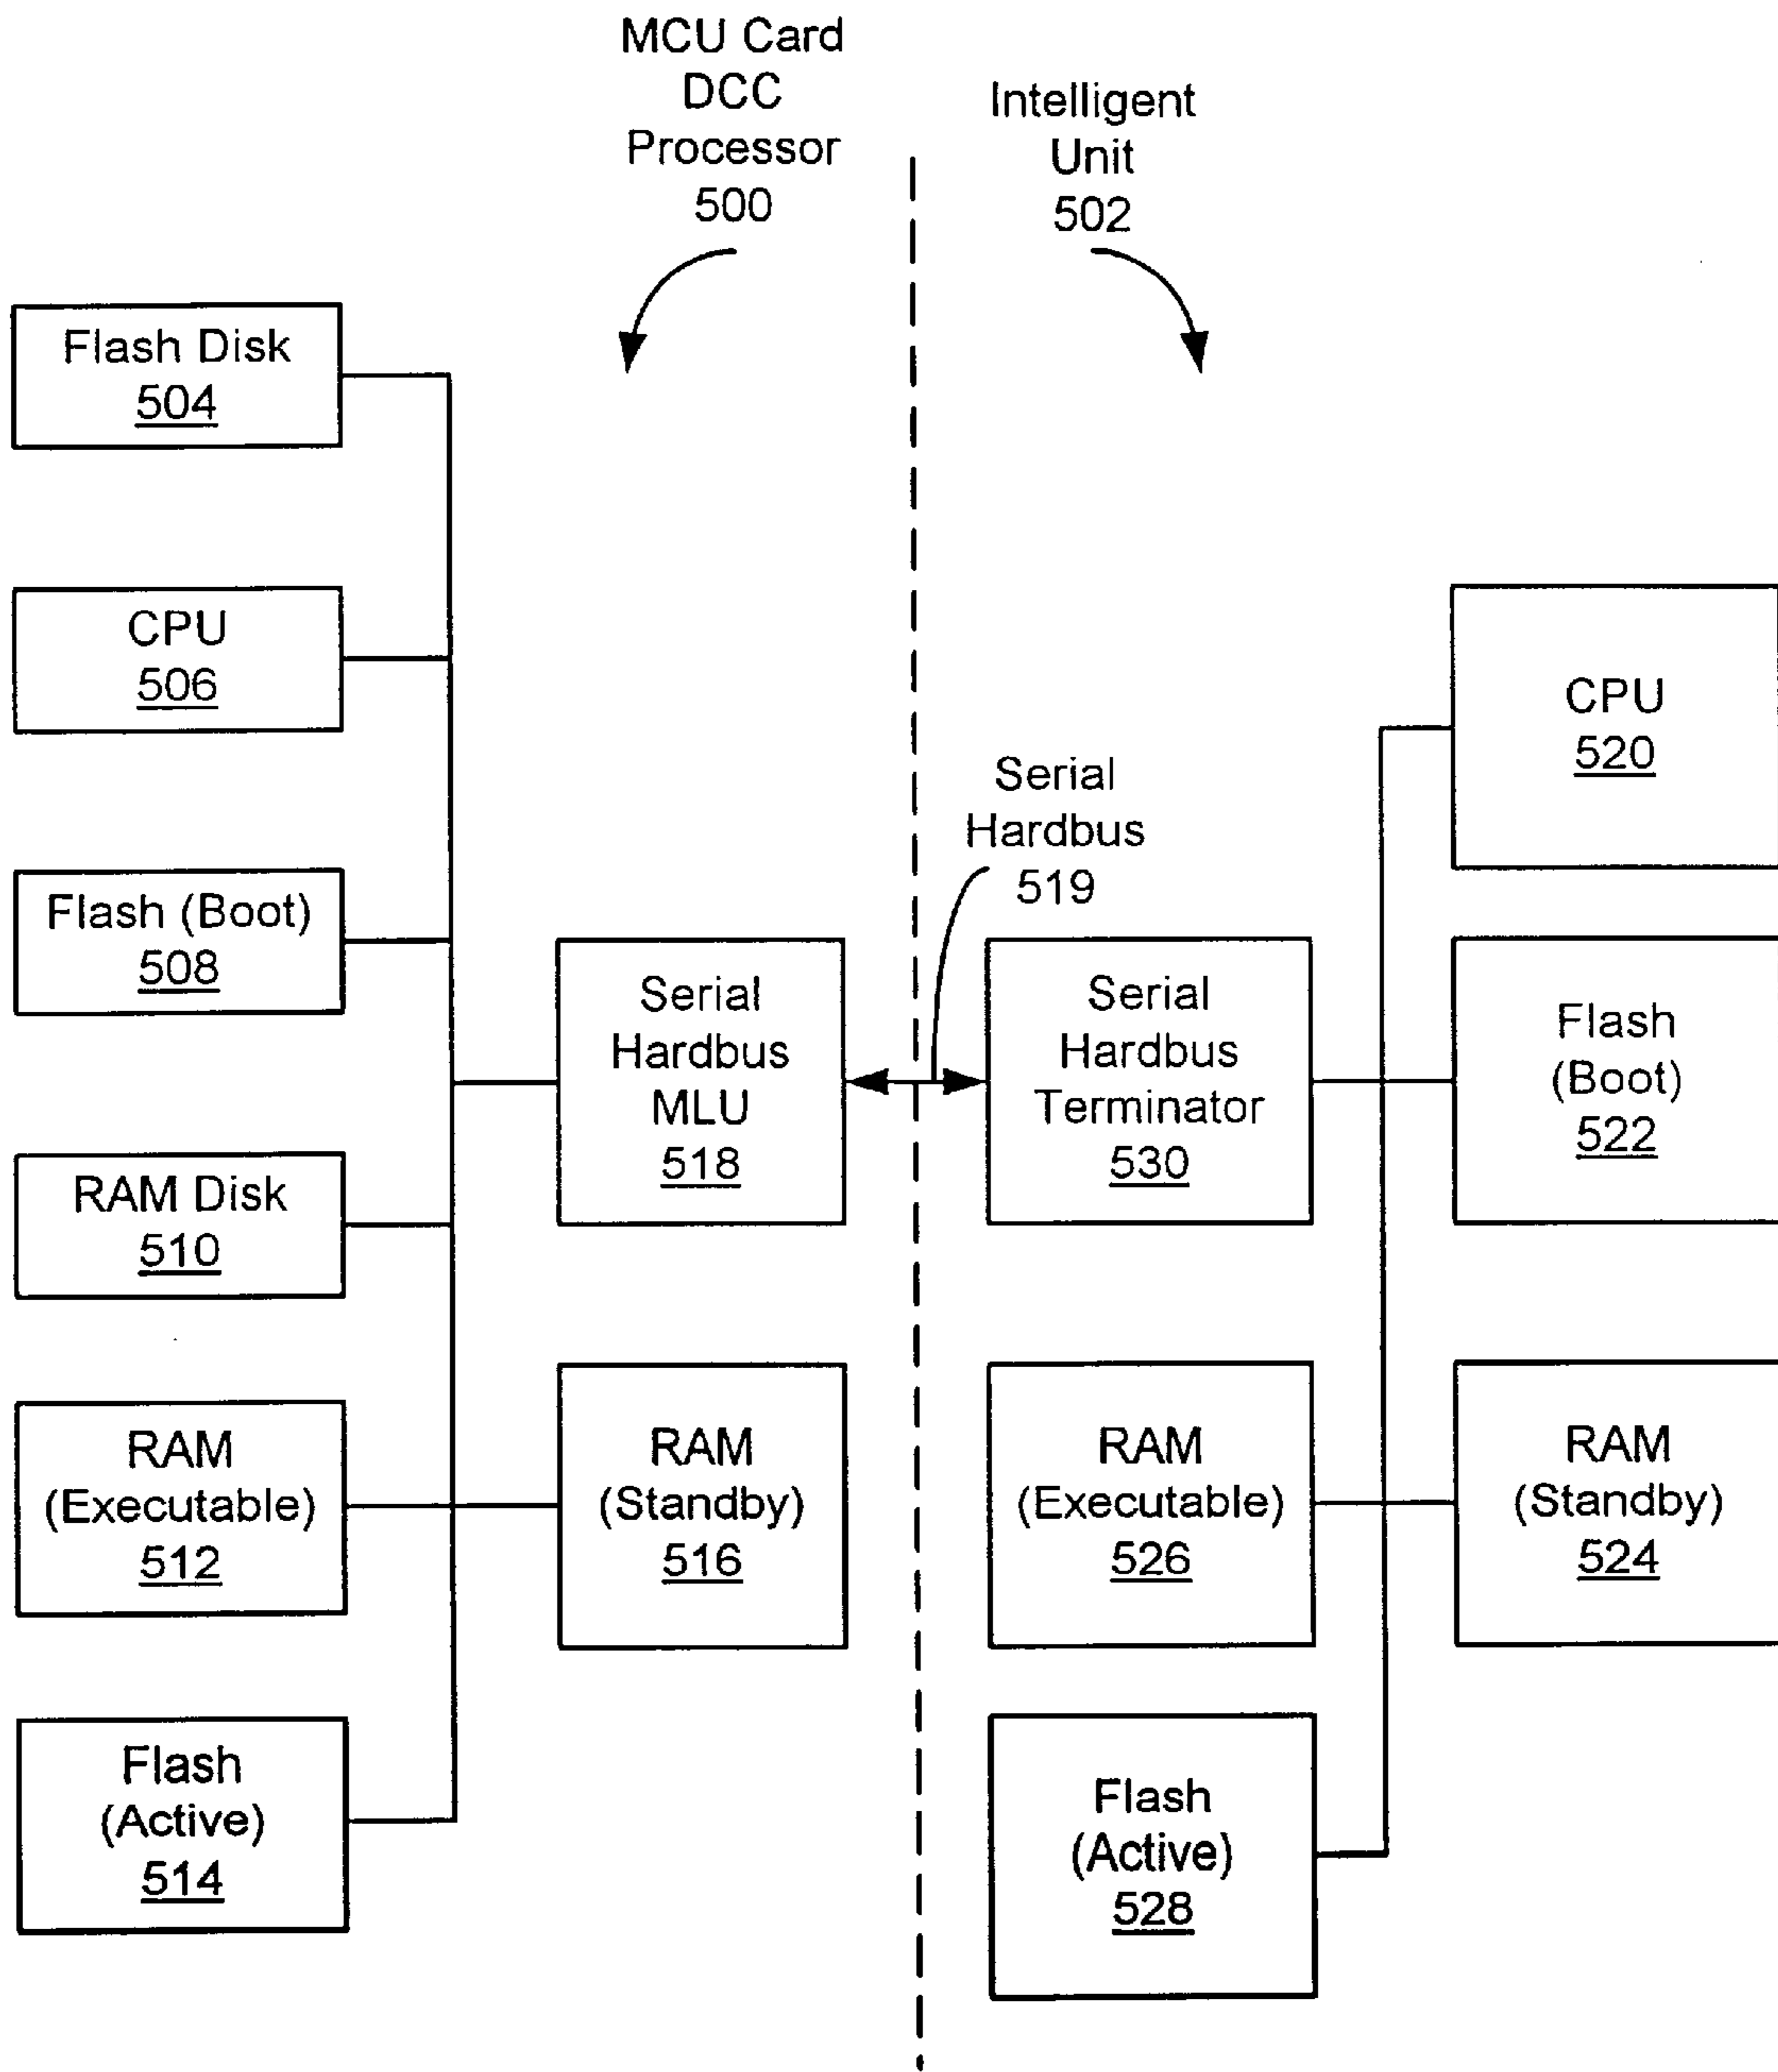 MCU Card
DCC
Processor
500
Intelligent
Unit
502
Flash Disk
504
CPU
506
Flash (Boot)
508
RAM Disk
510
RAM
(Executable)
512
Flash
(Active)
514
Serial
Hardbus
MLU
518
RAM
(Standby)
516
Serial
Hardbus
519
Serial
Hardbus
Terminator
530
RAM
(Executable)
526
Flash
(Active)
528
CPU
520
Flash
(Boot)
522
RAM
(Standby)
524